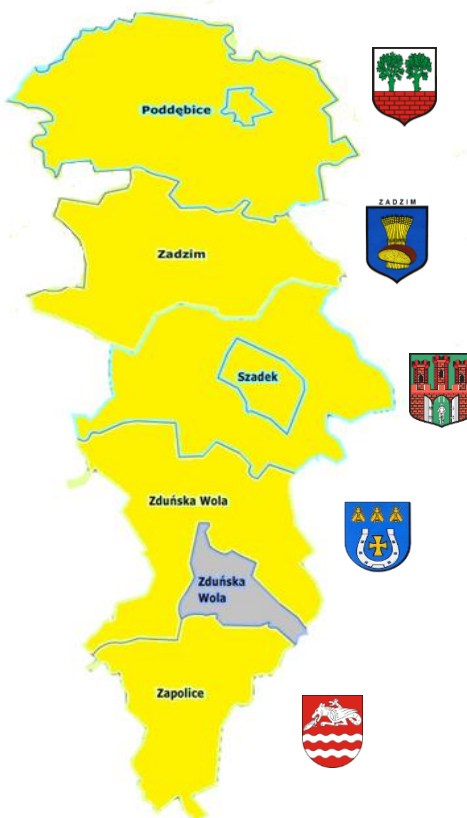 Poddębice
ZADZIM
Zadzim
Szadek
Zduńska Wola
Zduńska
Wola
Zapolice